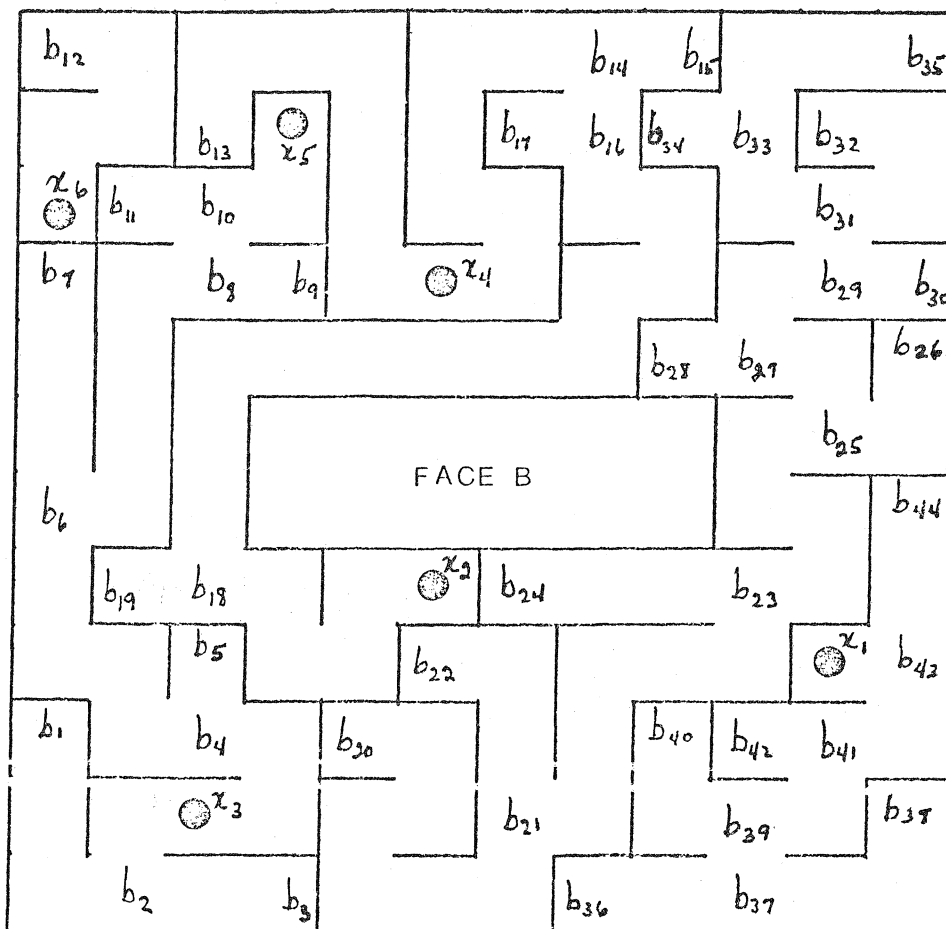 b12 b14 b15 b35
b13 x5 b17 b16 b34 b33 b32
x6 b11 b10 b31
b7 b8 b9 x4 b29 b30
b28 b27 b26
b25
FACE B
b6 b44
b19 b18 x2 b24 b23
b5 b22 x1 b43
b1 b4 b20 b40 b42 b41
x3 b21 b39 b38
b2 b3 b36 b37